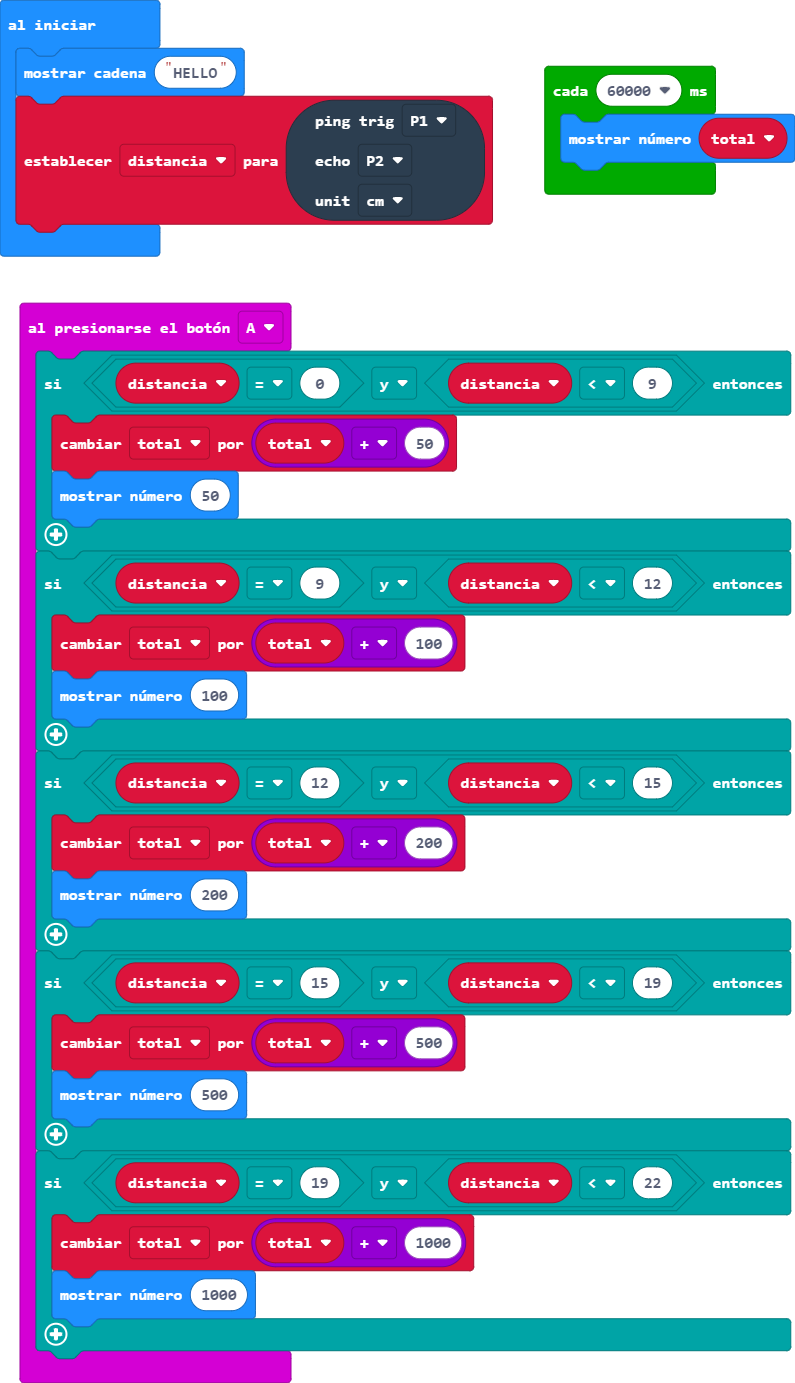 al iniciar
mostrar cadena "HELLO"
establecer distancia para ping trig P1
echo P2
unit cm
cada 60000 ms
mostrar número total
al presionarse el botón A
si distancia = 0 y distancia < 9 entonces
cambiar total por total + 50
mostrar número 50
si distancia = 9 y distancia < 12 entonces
cambiar total por total + 100
mostrar número 100
si distancia = 12 y distancia < 15 entonces
cambiar total por total + 200
mostrar número 200
si distancia = 15 y distancia < 19 entonces
cambiar total por total + 500
mostrar número 500
si distancia = 19 y distancia < 22 entonces
cambiar total por total + 1000
mostrar número 1000